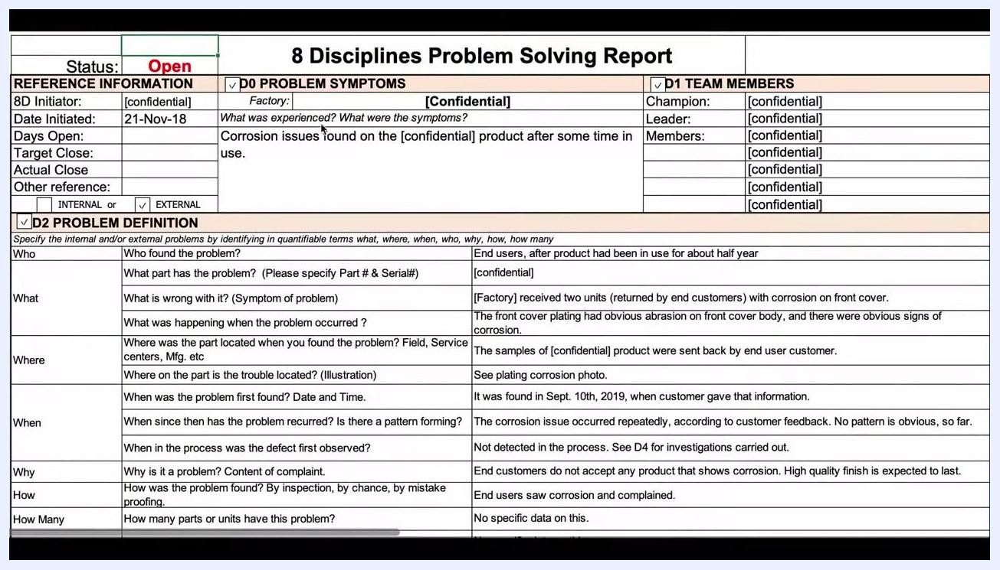 8 Disciplines Problem Solving Report
Status: Open
REFERENCE INFORMATION
8D Initiator: [confidential]
Date Initiated: 21-Nov-18
Days Open:
Target Close:
Actual Close
Other reference:
INTERNAL or ✓ EXTERNAL
✓ D0 PROBLEM SYMPTOMS
Factory: [Confidential]
What was experienced? What were the symptoms?
Corrosion issues found on the [confidential] product after some time in
use.
✓ D1 TEAM MEMBERS
Champion: [confidential]
Leader: [confidential]
Members: [confidential]
[confidential]
[confidential]
[confidential]
[confidential]
✓ D2 PROBLEM DEFINITION
Specify the internal and/or external problems by identifying in quantifiable terms what, where, when, who, why, how, how many
Who
Who found the problem?
End users, after product had been in use for about half year
What
What part has the problem? (Please specify Part # & Serial#)
[confidential]
What is wrong with it? (Symptom of problem)
[Factory] received two units (returned by end customers) with corrosion on front cover.
What was happening when the problem occurred ?
The front cover plating had obvious abrasion on front cover body, and there were obvious signs of
corrosion.
Where
Where was the part located when you found the problem? Field, Service
centers, Mfg. etc
The samples of [confidential] product were sent back by end user customer.
Where on the part is the trouble located? (Illustration)
See plating corrosion photo.
When
When was the problem first found? Date and Time.
It was found in Sept. 10th, 2019, when customer gave that information.
When since then has the problem recurred? Is there a pattern forming?
The corrosion issue occurred repeatedly, according to customer feedback. No pattern is obvious, so far.
When in the process was the defect first observed?
Not detected in the process. See D4 for investigations carried out.
Why
Why is it a problem? Content of complaint.
End customers do not accept any product that shows corrosion. High quality finish is expected to last.
How
How was the problem found? By inspection, by chance, by mistake
proofing.
End users saw corrosion and complained.
How Many
How many parts or units have this problem?
No specific data on this.